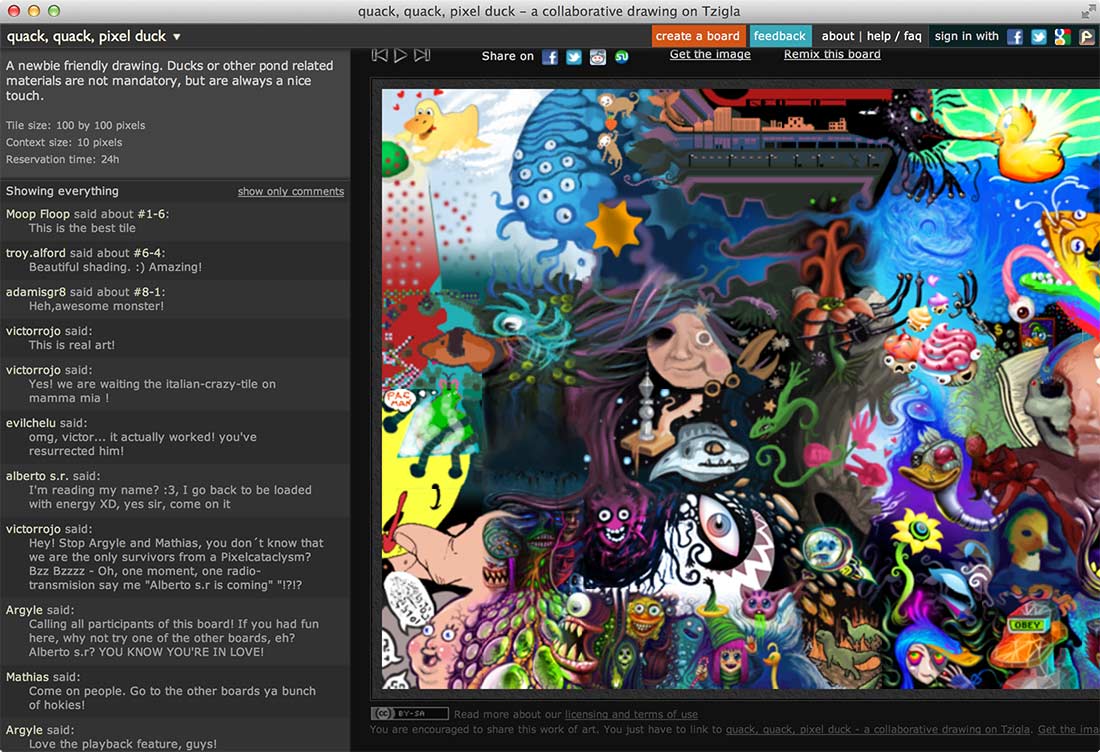 quack, quack, pixel duck – a collaborative drawing on Tzigla
quack, quack, pixel duck ▼
create a board
feedback
about | help / faq
sign in with
A newbie friendly drawing. Ducks or other pond related
materials are not mandatory, but are always a nice
touch.
Tile size: 100 by 100 pixels
Context size: 10 pixels
Reservation time: 24h
Showing everything
show only comments
Moop Floop said about #1-6:
This is the best tile
troy.alford said about #6-4:
Beautiful shading. :) Amazing!
adamisgr8 said about #8-1:
Heh,awesome monster!
victorrojo said:
This is real art!
victorrojo said:
Yes! we are waiting the italian-crazy-tile on
mamma mia !
evilchelu said:
omg, victor... it actually worked! you've
resurrected him!
alberto s.r. said:
I'm reading my name? :3, I go back to be loaded
with energy XD, yes sir, come on it
victorrojo said:
Hey! Stop Argyle and Mathias, you don´t know that
we are the only survivors from a Pixelcataclysm?
Bzz Bzzzz - Oh, one moment, one radio-
transmision say me "Alberto s.r is coming" "!?!?
Argyle said:
Calling all participants of this board! If you had fun
here, why not try one of the other boards, eh?
Alberto s.r? YOU KNOW YOU'RE IN LOVE!
Mathias said:
Come on people. Go to the other boards ya bunch
of hokies!
Argyle said:
Love the playback feature, guys!
Share on
Get the image
Remix this board
PAC
MAN
$
OBEY
cc BY-SA
Read more about our licensing and terms of use
You are encouraged to share this work of art. You just have to link to quack, quack, pixel duck - a collaborative drawing on Tzigla. Get the ima